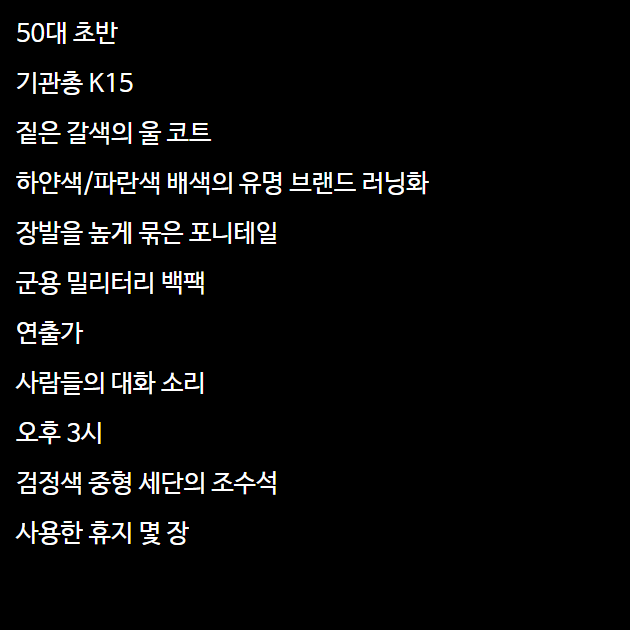 50대 초반
기관총 K15
짙은 갈색의 울 코트
하얀색/파란색 배색의 유명 브랜드 러닝화
장발을 높게 묶은 포니테일
군용 밀리터리 백팩
연출가
사람들의 대화 소리
오후 3시
검정색 중형 세단의 조수석
사용한 휴지 몇 장